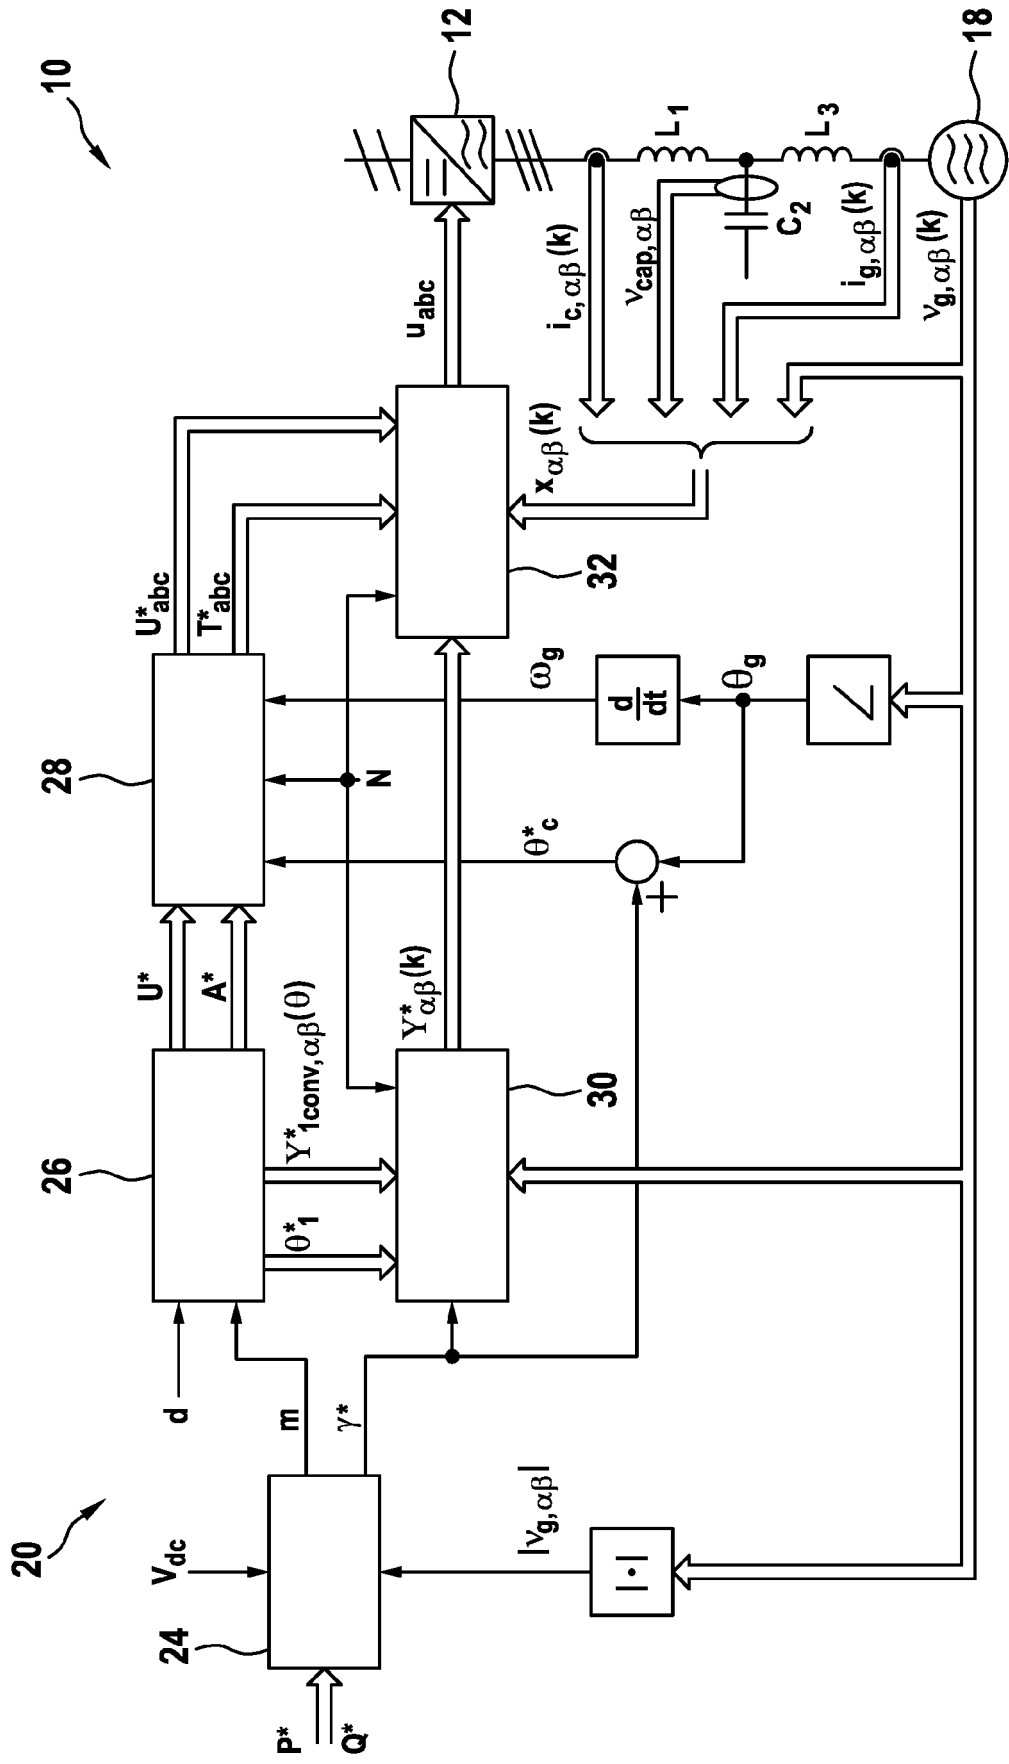 10
20
P*
Q*
V_dc
24
m
γ*
|v_g,αβ|
|•|
d
26
U*
A*
θ*_1
Y*_1conv,αβ(θ)
28
U*_abc
T*_abc
30
Y*_αβ(k)
N
θ*_c
ω_g
+
d
dt
θ_g
∠
32
u_abc
x_αβ(k)
12
i_c,αβ(k)
v_cap,αβ
i_g,αβ(k)
v_g,αβ(k)
L_1
C_2
L_3
18